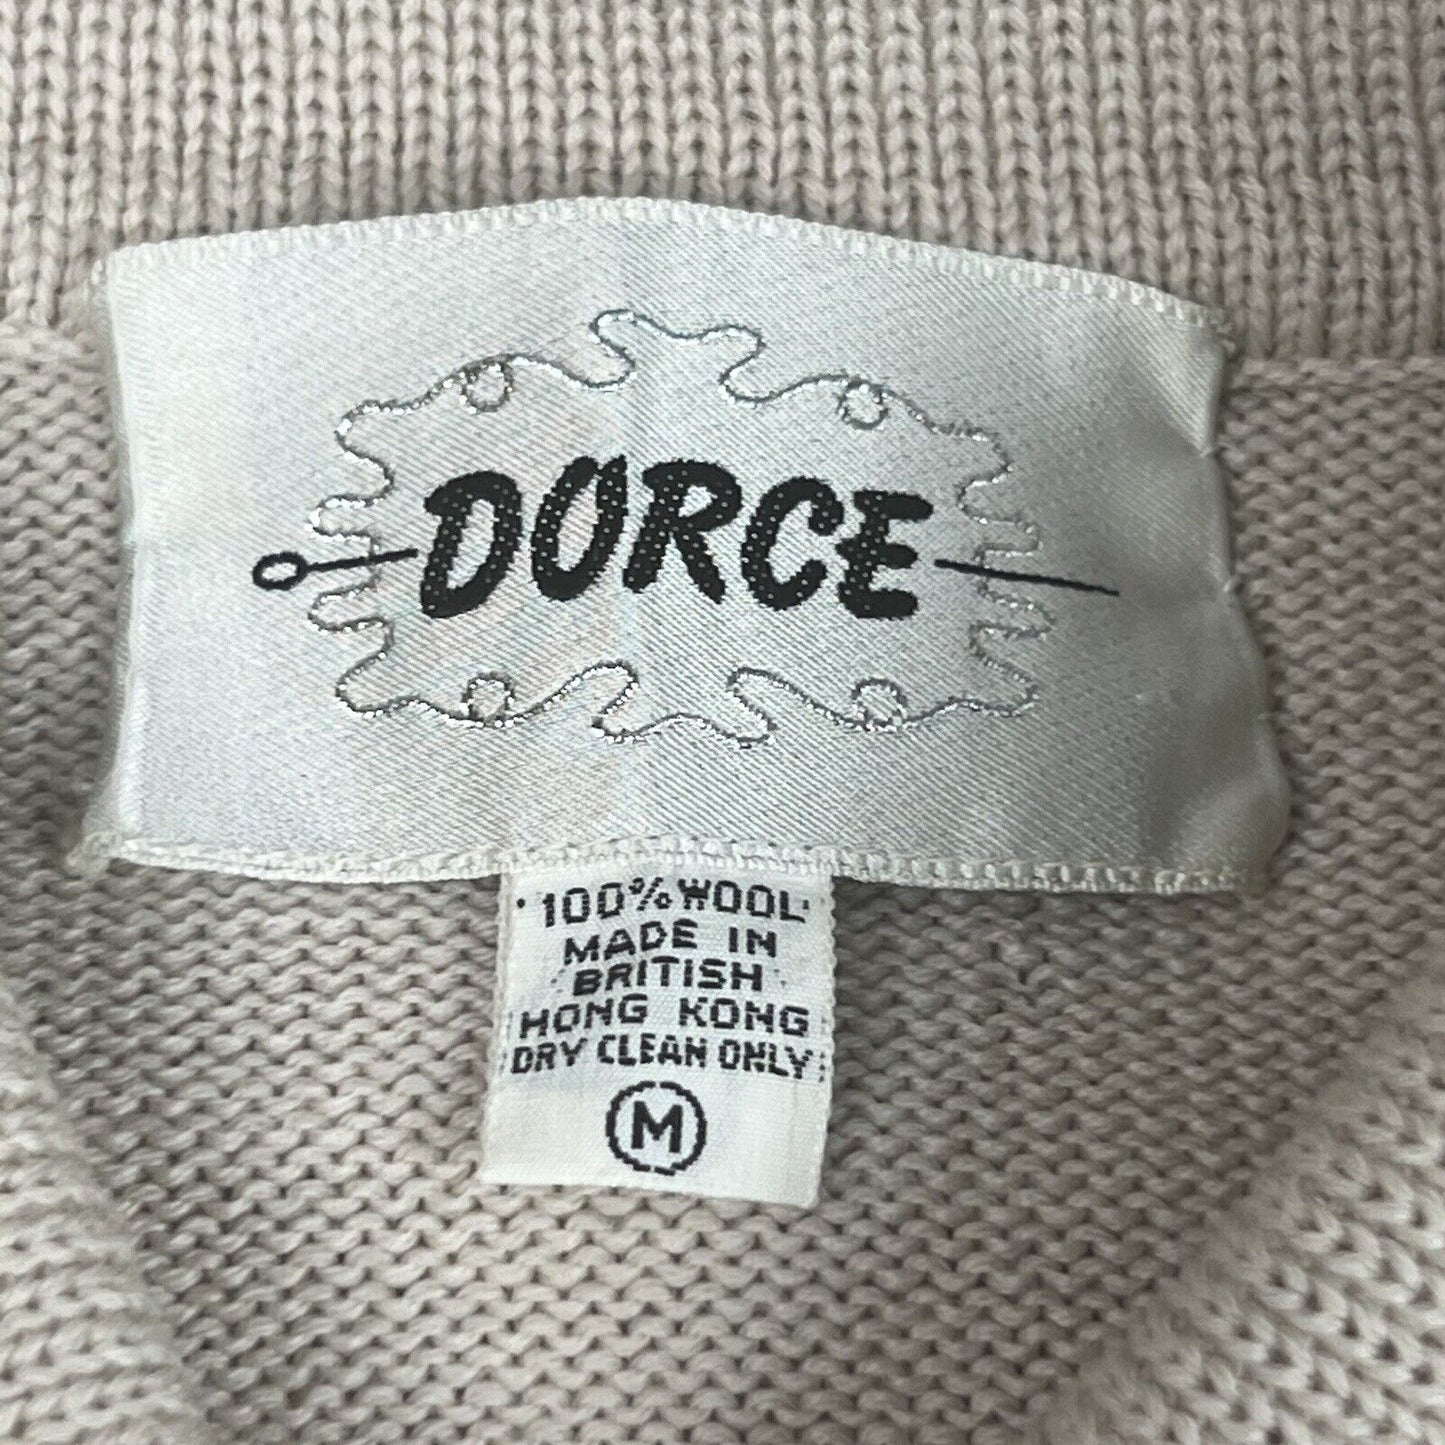 DORCE
100% WOOL
MADE IN
BRITISH
HONG KONG
DRY CLEAN ONLY
M